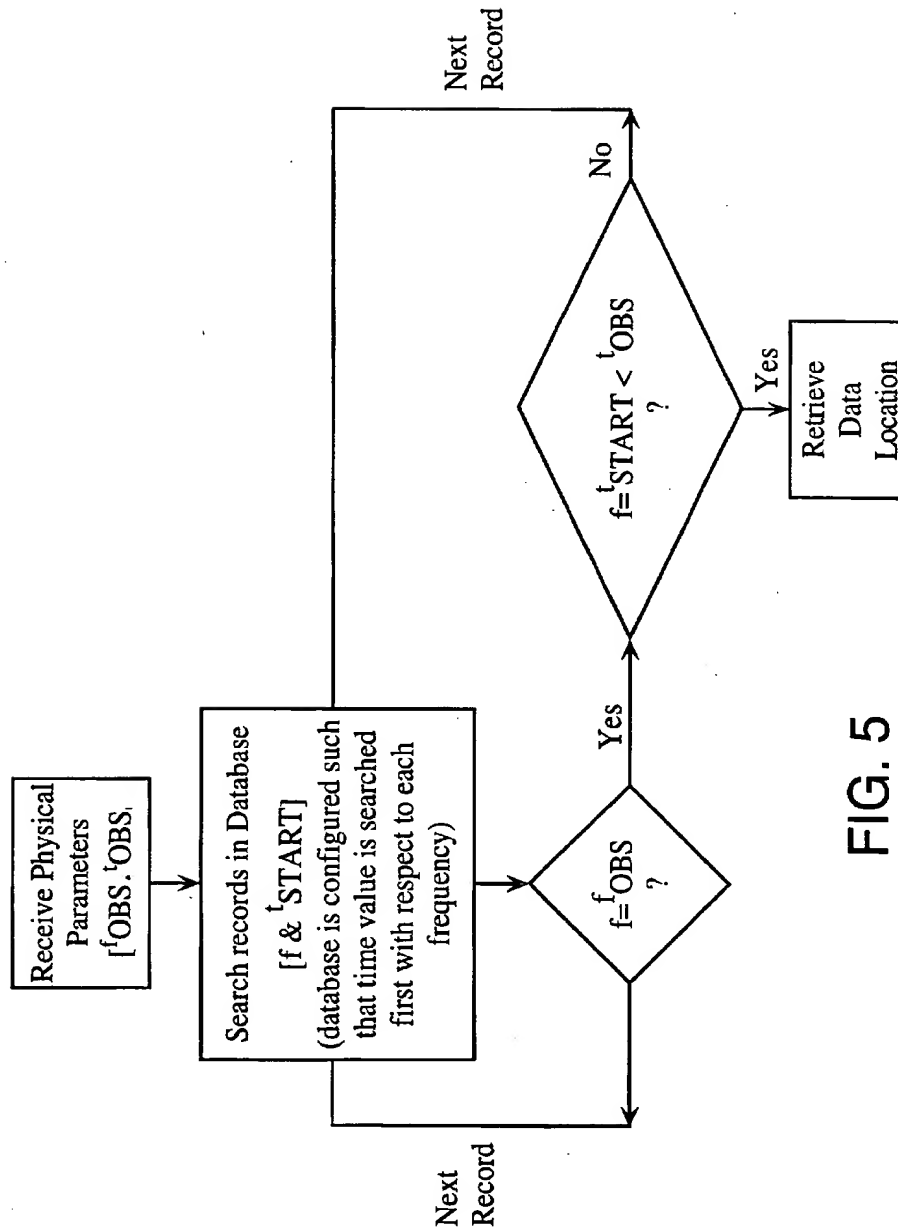 Receive Physical
Parameters
[fOBS, tOBS]
Search records in Database
[f & tSTART]
(database is configured such
that time value is searched
first with respect to each
frequency)
Next
Record
f=fOBS
?
Yes
f=tSTART < tOBS
?
No
Next
Record
Yes
Retrieve
Data
Location
FIG. 5